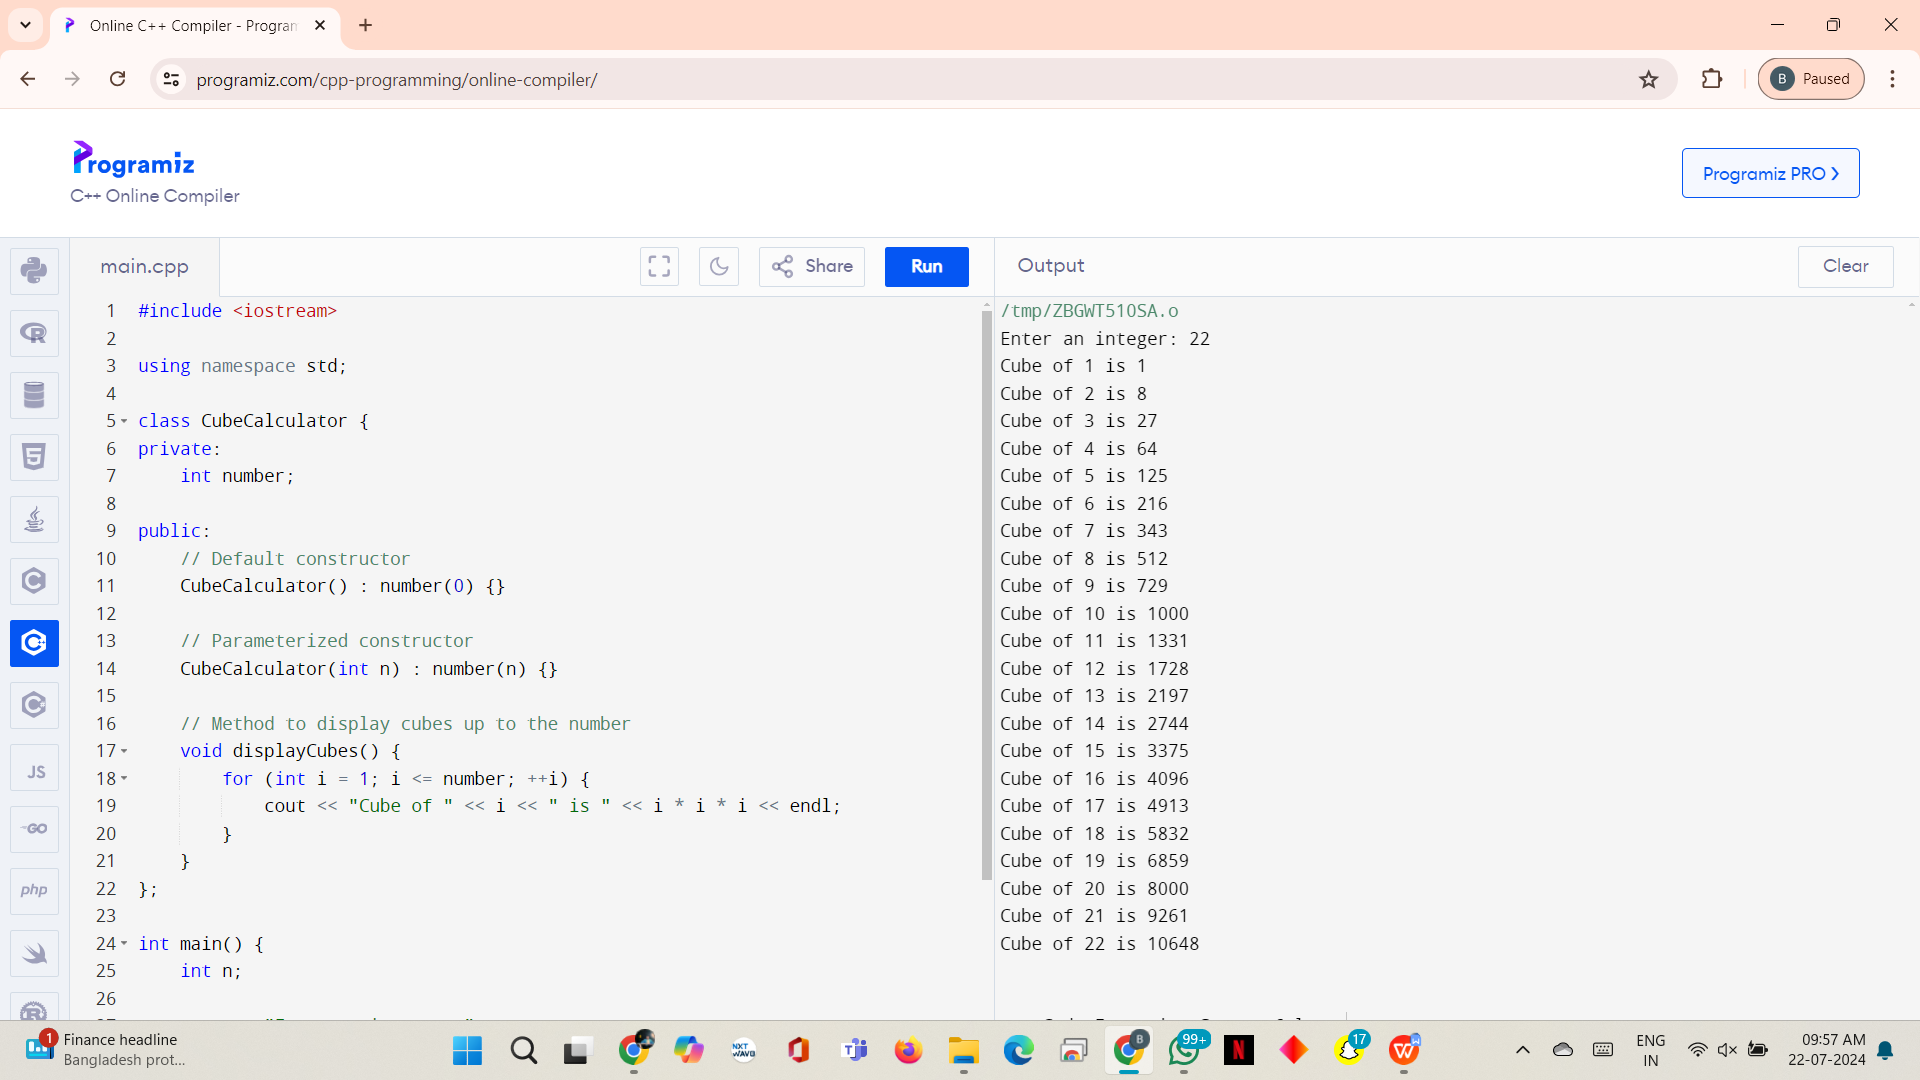 Online C++ Compiler - Program
programiz.com/cpp-programming/online-compiler/
B Paused
Programiz
C++ Online Compiler
Programiz PRO
main.cpp
Share
Run
Output
Clear
1 #include <iostream>
2
3 using namespace std;
4
5 class CubeCalculator {
6 private:
7 int number;
8
9 public:
10 // Default constructor
11 CubeCalculator() : number(0) {}
12
13 // Parameterized constructor
14 CubeCalculator(int n) : number(n) {}
15
16 // Method to display cubes up to the number
17 void displayCubes() {
18 for (int i = 1; i <= number; ++i) {
19 cout << "Cube of " << i << " is " << i * i * i << endl;
20 }
21 }
22 };
23
24 int main() {
25 int n;
26
/tmp/ZBGWT51OSA.o
Enter an integer: 22
Cube of 1 is 1
Cube of 2 is 8
Cube of 3 is 27
Cube of 4 is 64
Cube of 5 is 125
Cube of 6 is 216
Cube of 7 is 343
Cube of 8 is 512
Cube of 9 is 729
Cube of 10 is 1000
Cube of 11 is 1331
Cube of 12 is 1728
Cube of 13 is 2197
Cube of 14 is 2744
Cube of 15 is 3375
Cube of 16 is 4096
Cube of 17 is 4913
Cube of 18 is 5832
Cube of 19 is 6859
Cube of 20 is 8000
Cube of 21 is 9261
Cube of 22 is 10648
JS
GO
php
1
Finance headline
Bangladesh prot...
NXT
WAVE
B
99+
N
17
W
ENG
IN
09:57 AM
22-07-2024